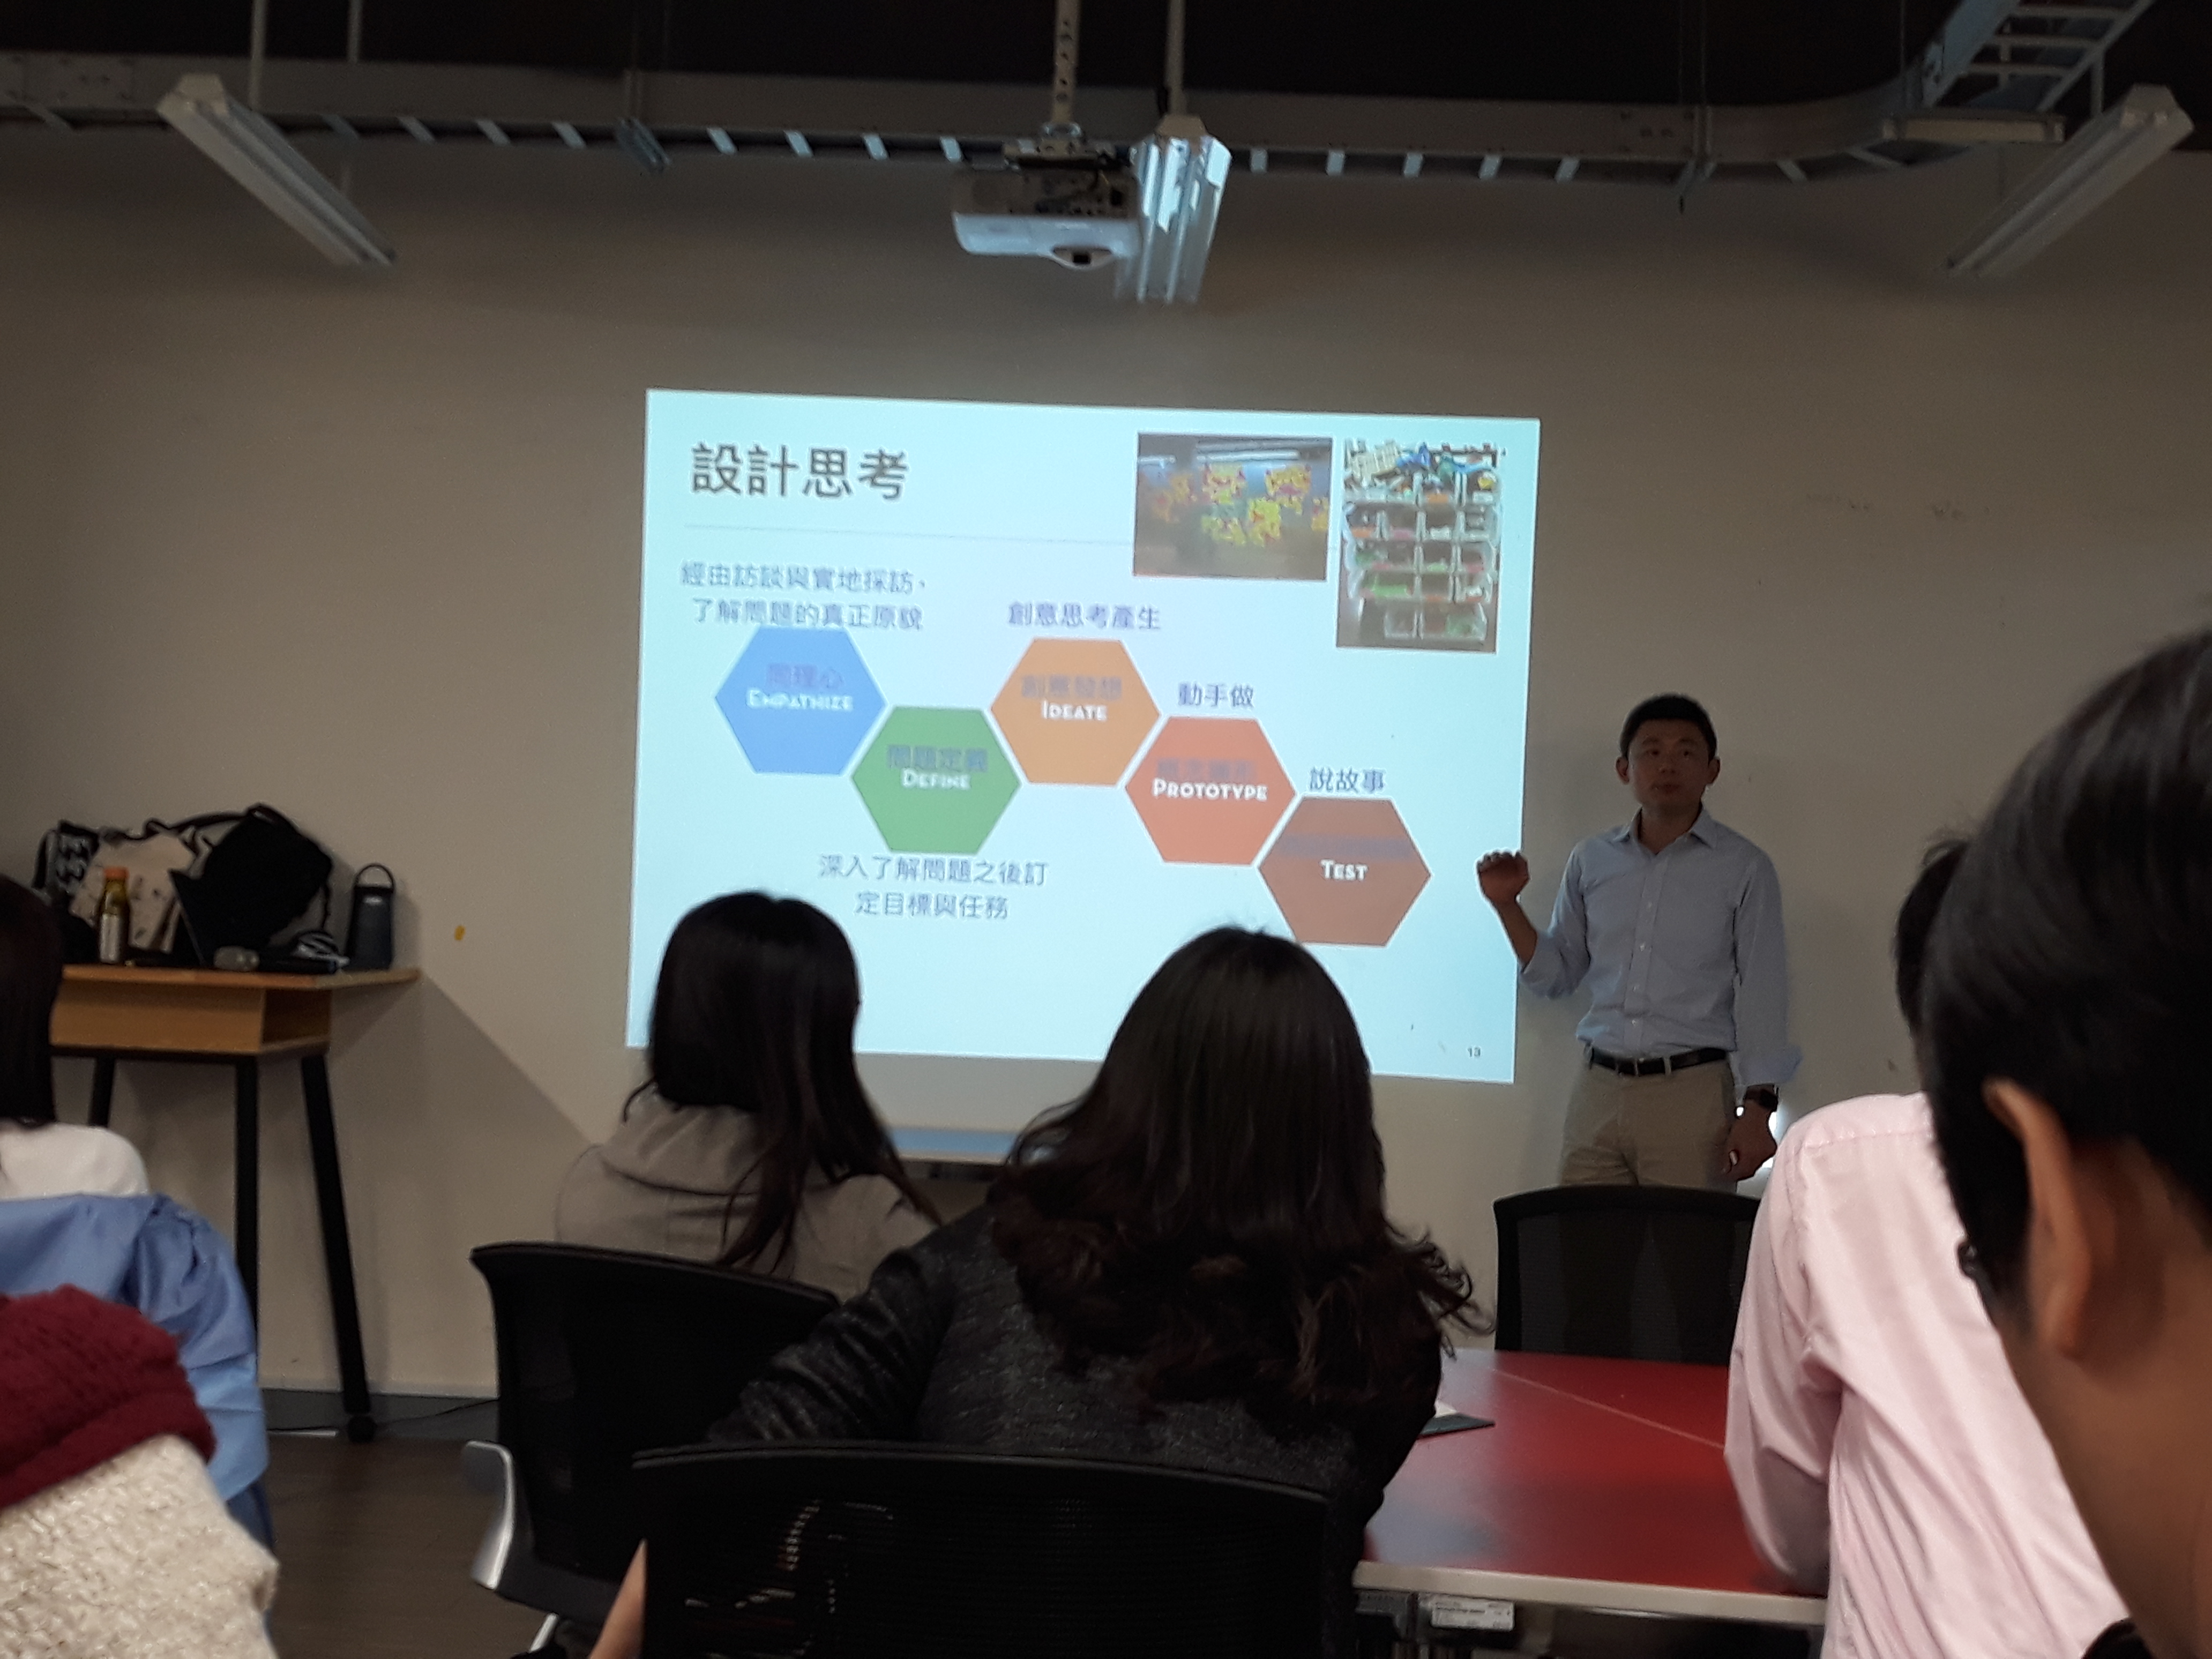 設計思考
經由訪談與實地採訪、
了解問題的真正原貌
創意思考產生
同理心
EMPATHIZE
創意發想
IDEATE
動手做
問題定義
DEFINE
PROTOTYPE
說故事
TEST
深入了解問題之後訂
定目標與任務
13